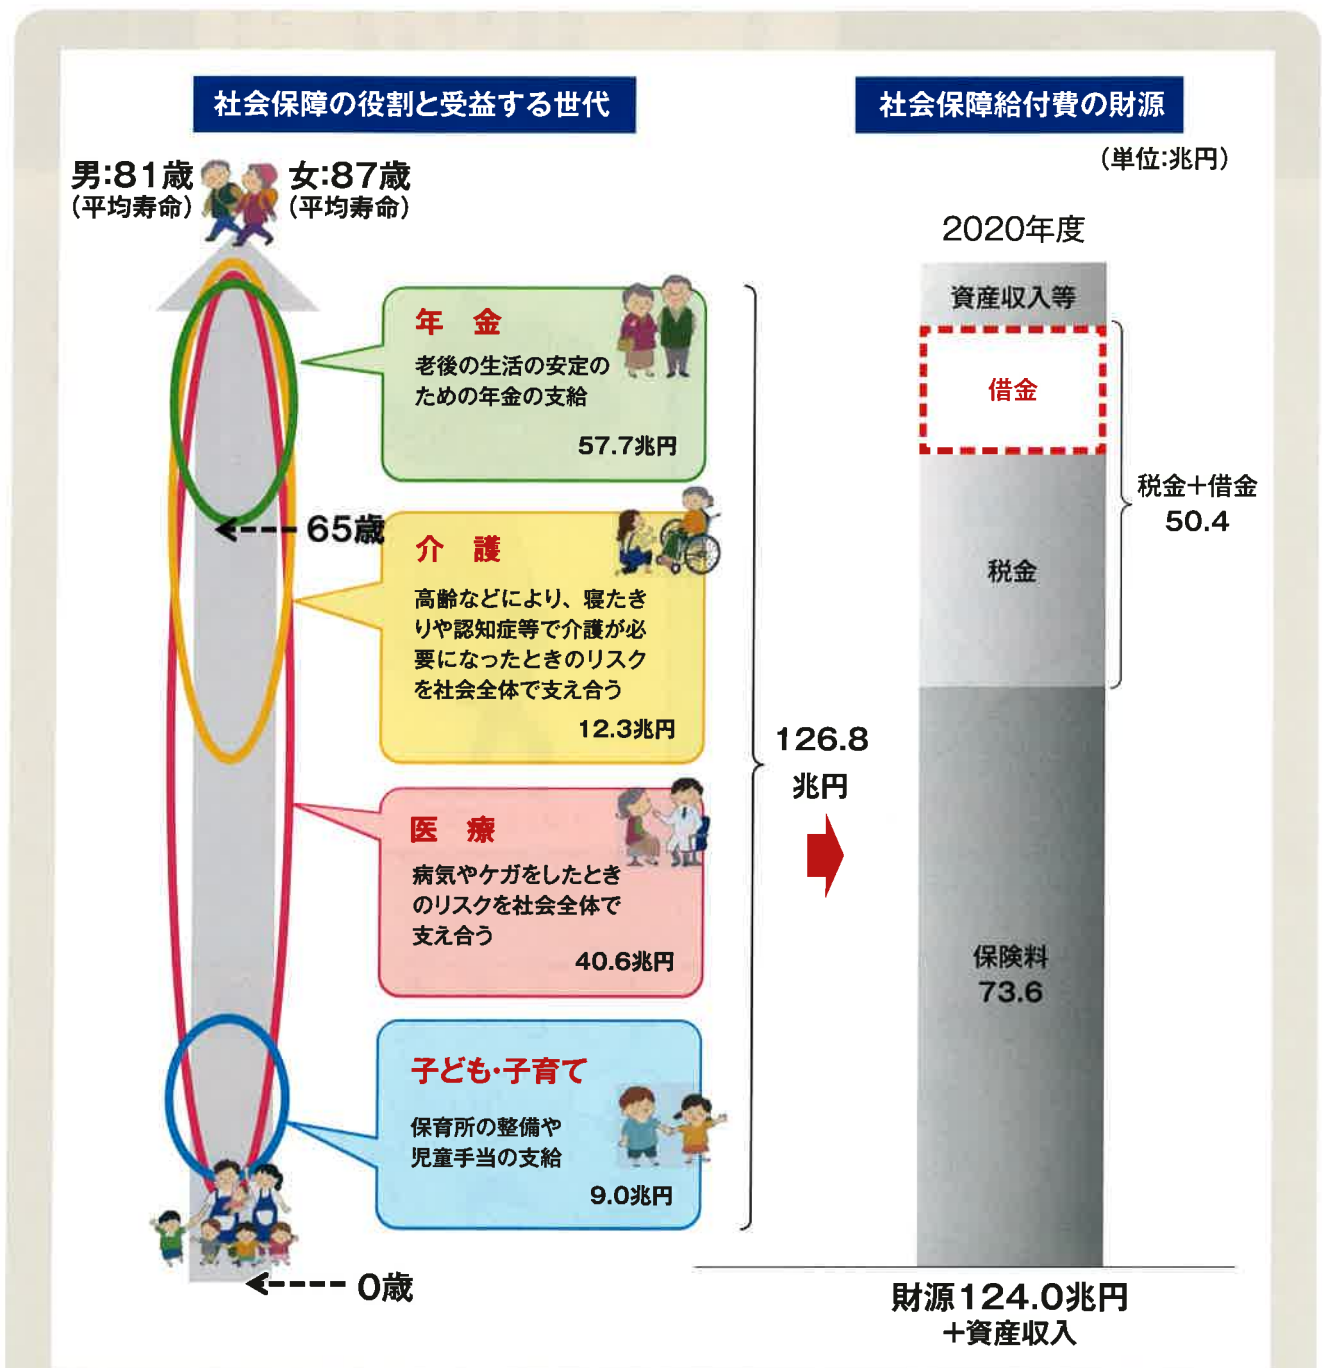 社会保障の役割と受益する世代
男:81歳
(平均寿命)
女:87歳
(平均寿命)
年 金
老後の生活の安定の
ための年金の支給
57.7兆円
65歳
介 護
高齢などにより、寝たき
りや認知症等で介護が必
要になったときのリスク
を社会全体で支え合う
12.3兆円
医 療
病気やケガをしたとき
のリスクを社会全体で
支え合う
40.6兆円
子ども・子育て
保育所の整備や
児童手当の支給
9.0兆円
0歳
126.8
兆円
社会保障給付費の財源
(単位:兆円)
2020年度
資産収入等
借金
税金
税金+借金
50.4
保険料
73.6
財源124.0兆円
+資産収入